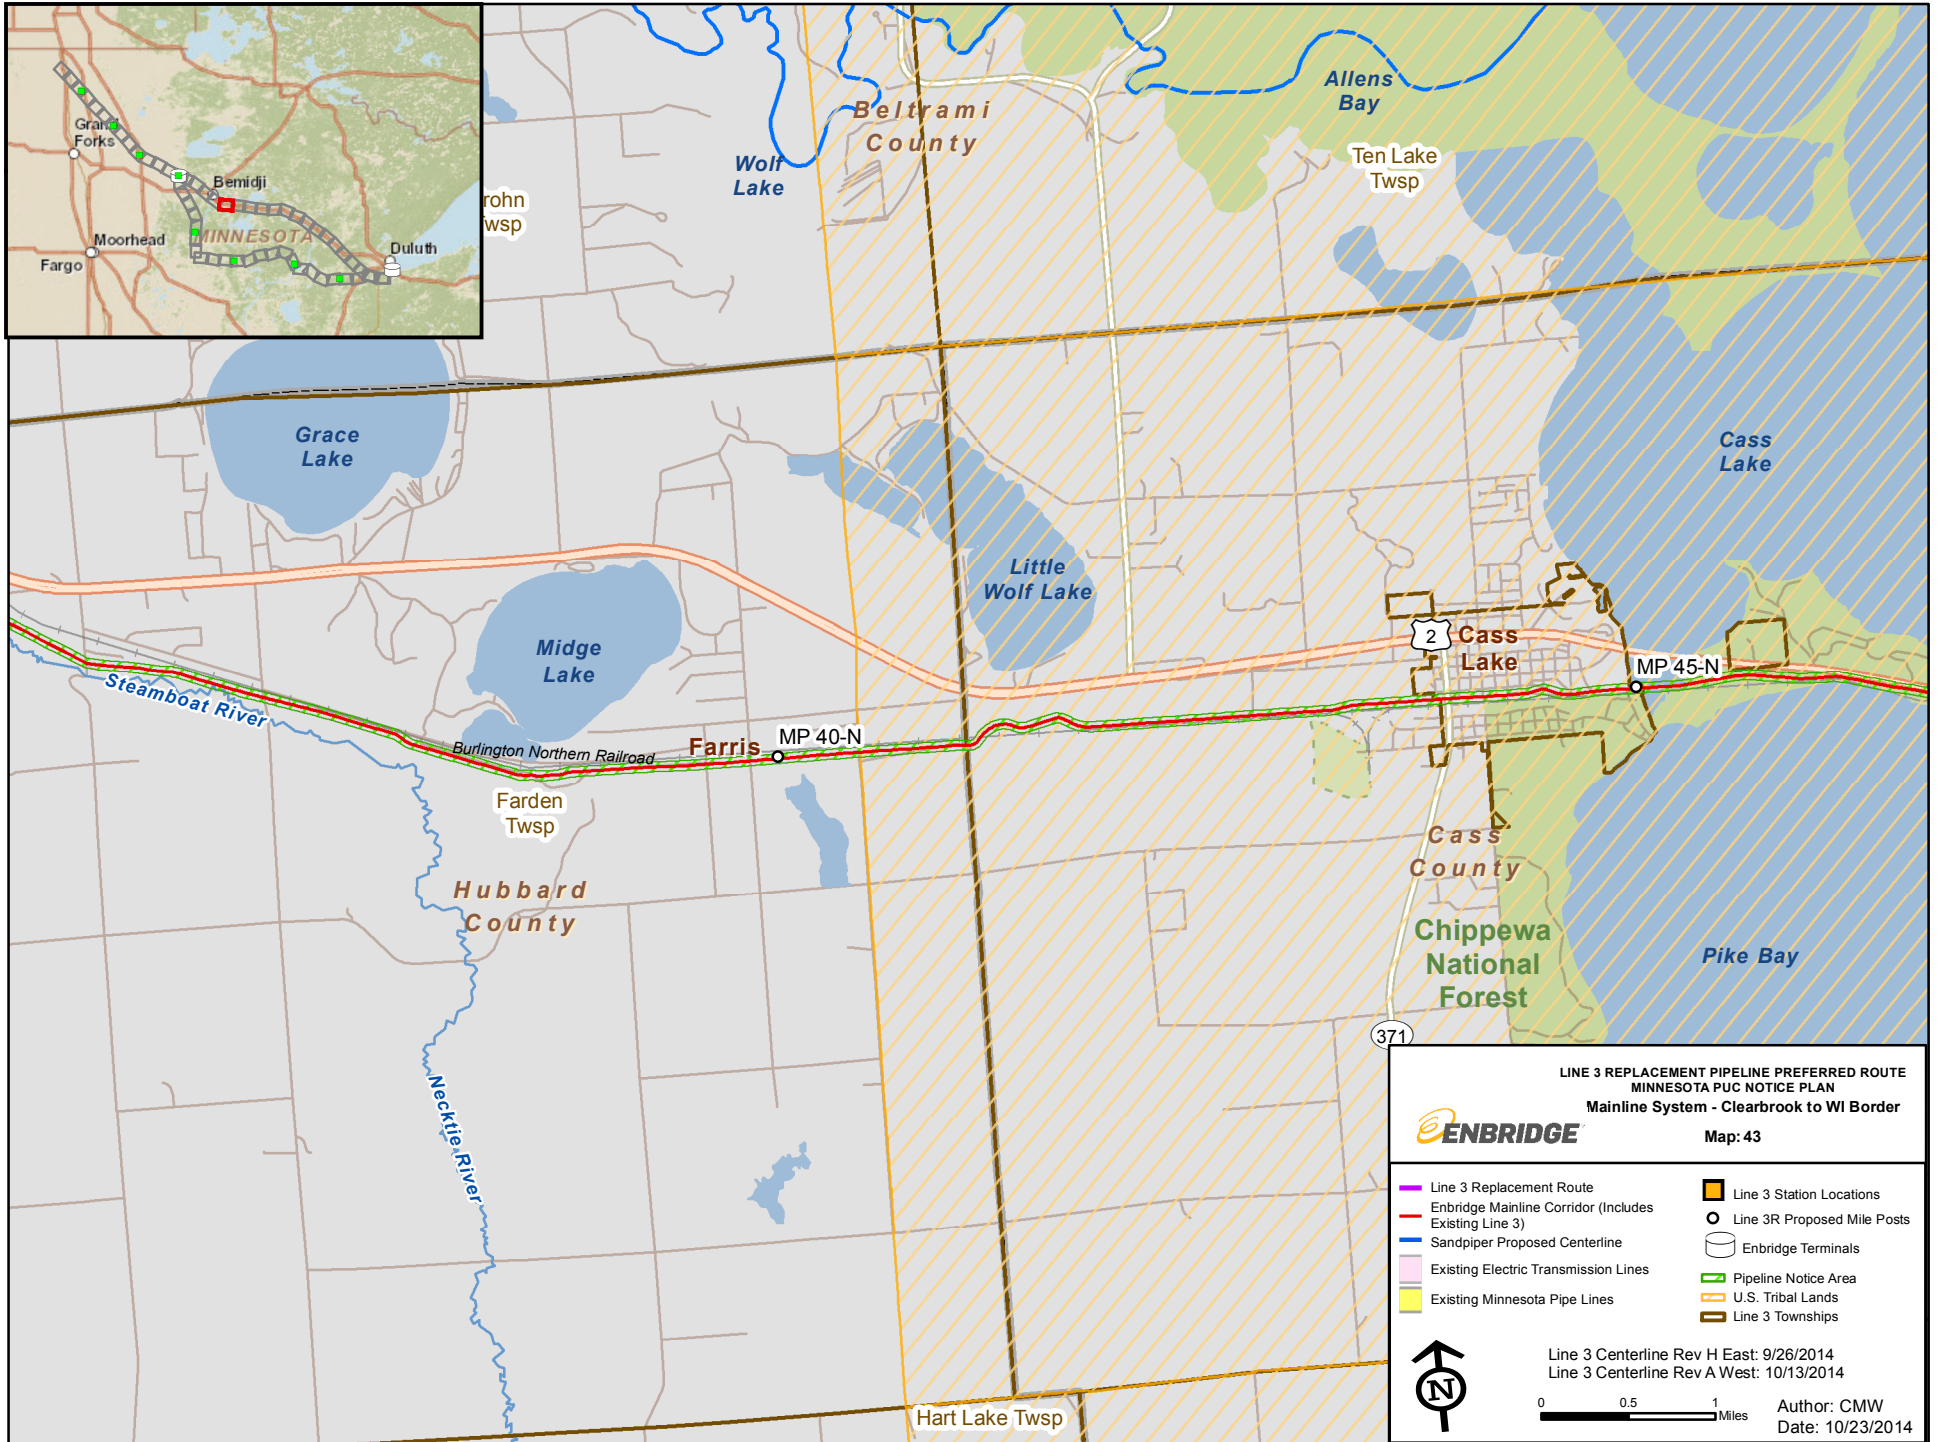 Grand
Forks
Bemidji
MINNESOTA
Moorhead
Fargo
Duluth
rohn
wsp
Beltrami
County
Wolf
Lake
Allens
Bay
Ten Lake
Twsp
Grace
Lake
Cass
Lake
Little
Wolf Lake
Midge
Lake
2
Cass
Lake
MP 45-N
Steamboat River
Burlington Northern Railroad
Farris
MP 40-N
Farden
Twsp
Hubbard
County
Cass
County
Chippewa
National
Forest
Pike Bay
371
Necktie River
Hart Lake Twsp
LINE 3 REPLACEMENT PIPELINE PREFERRED ROUTE
MINNESOTA PUC NOTICE PLAN
Mainline System - Clearbrook to WI Border
ENBRIDGE
Map: 43
Line 3 Replacement Route
Enbridge Mainline Corridor (Includes
Existing Line 3)
Sandpiper Proposed Centerline
Existing Electric Transmission Lines
Existing Minnesota Pipe Lines
Line 3 Station Locations
Line 3R Proposed Mile Posts
Enbridge Terminals
Pipeline Notice Area
U.S. Tribal Lands
Line 3 Townships
N
Line 3 Centerline Rev H East: 9/26/2014
Line 3 Centerline Rev A West: 10/13/2014
0 0.5 1
Miles
Author: CMW
Date: 10/23/2014